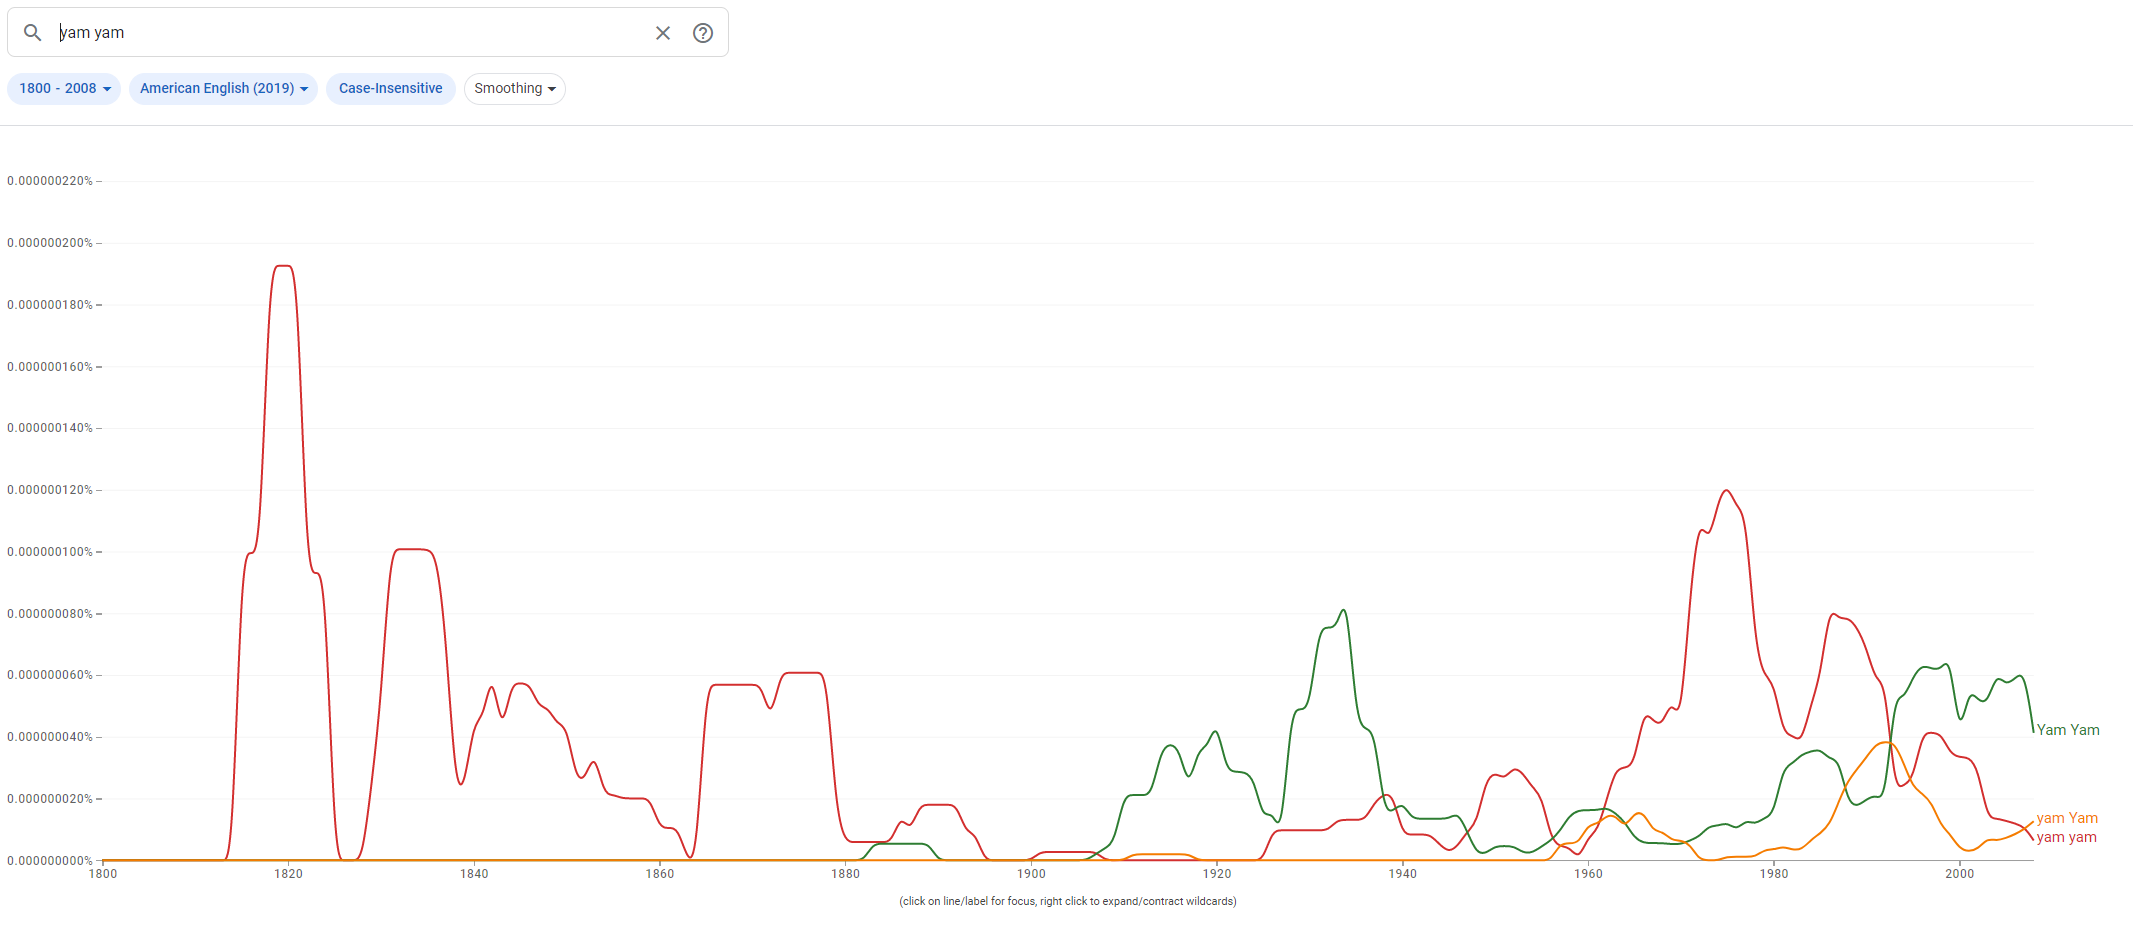 yam yam
1800 - 2008 American English (2019) Case-Insensitive Smoothing
0.000000220%
0.000000200%
0.000000180%
0.000000160%
0.000000140%
0.000000120%
0.000000100%
0.000000080%
0.000000060%
0.000000040%
0.000000020%
0.000000000%
Yam Yam
yam Yam
yam yam
1800 1820 1840 1860 1880 1900 1920 1940 1960 1980 2000
(click on line/label for focus, right click to expand/contract wildcards)